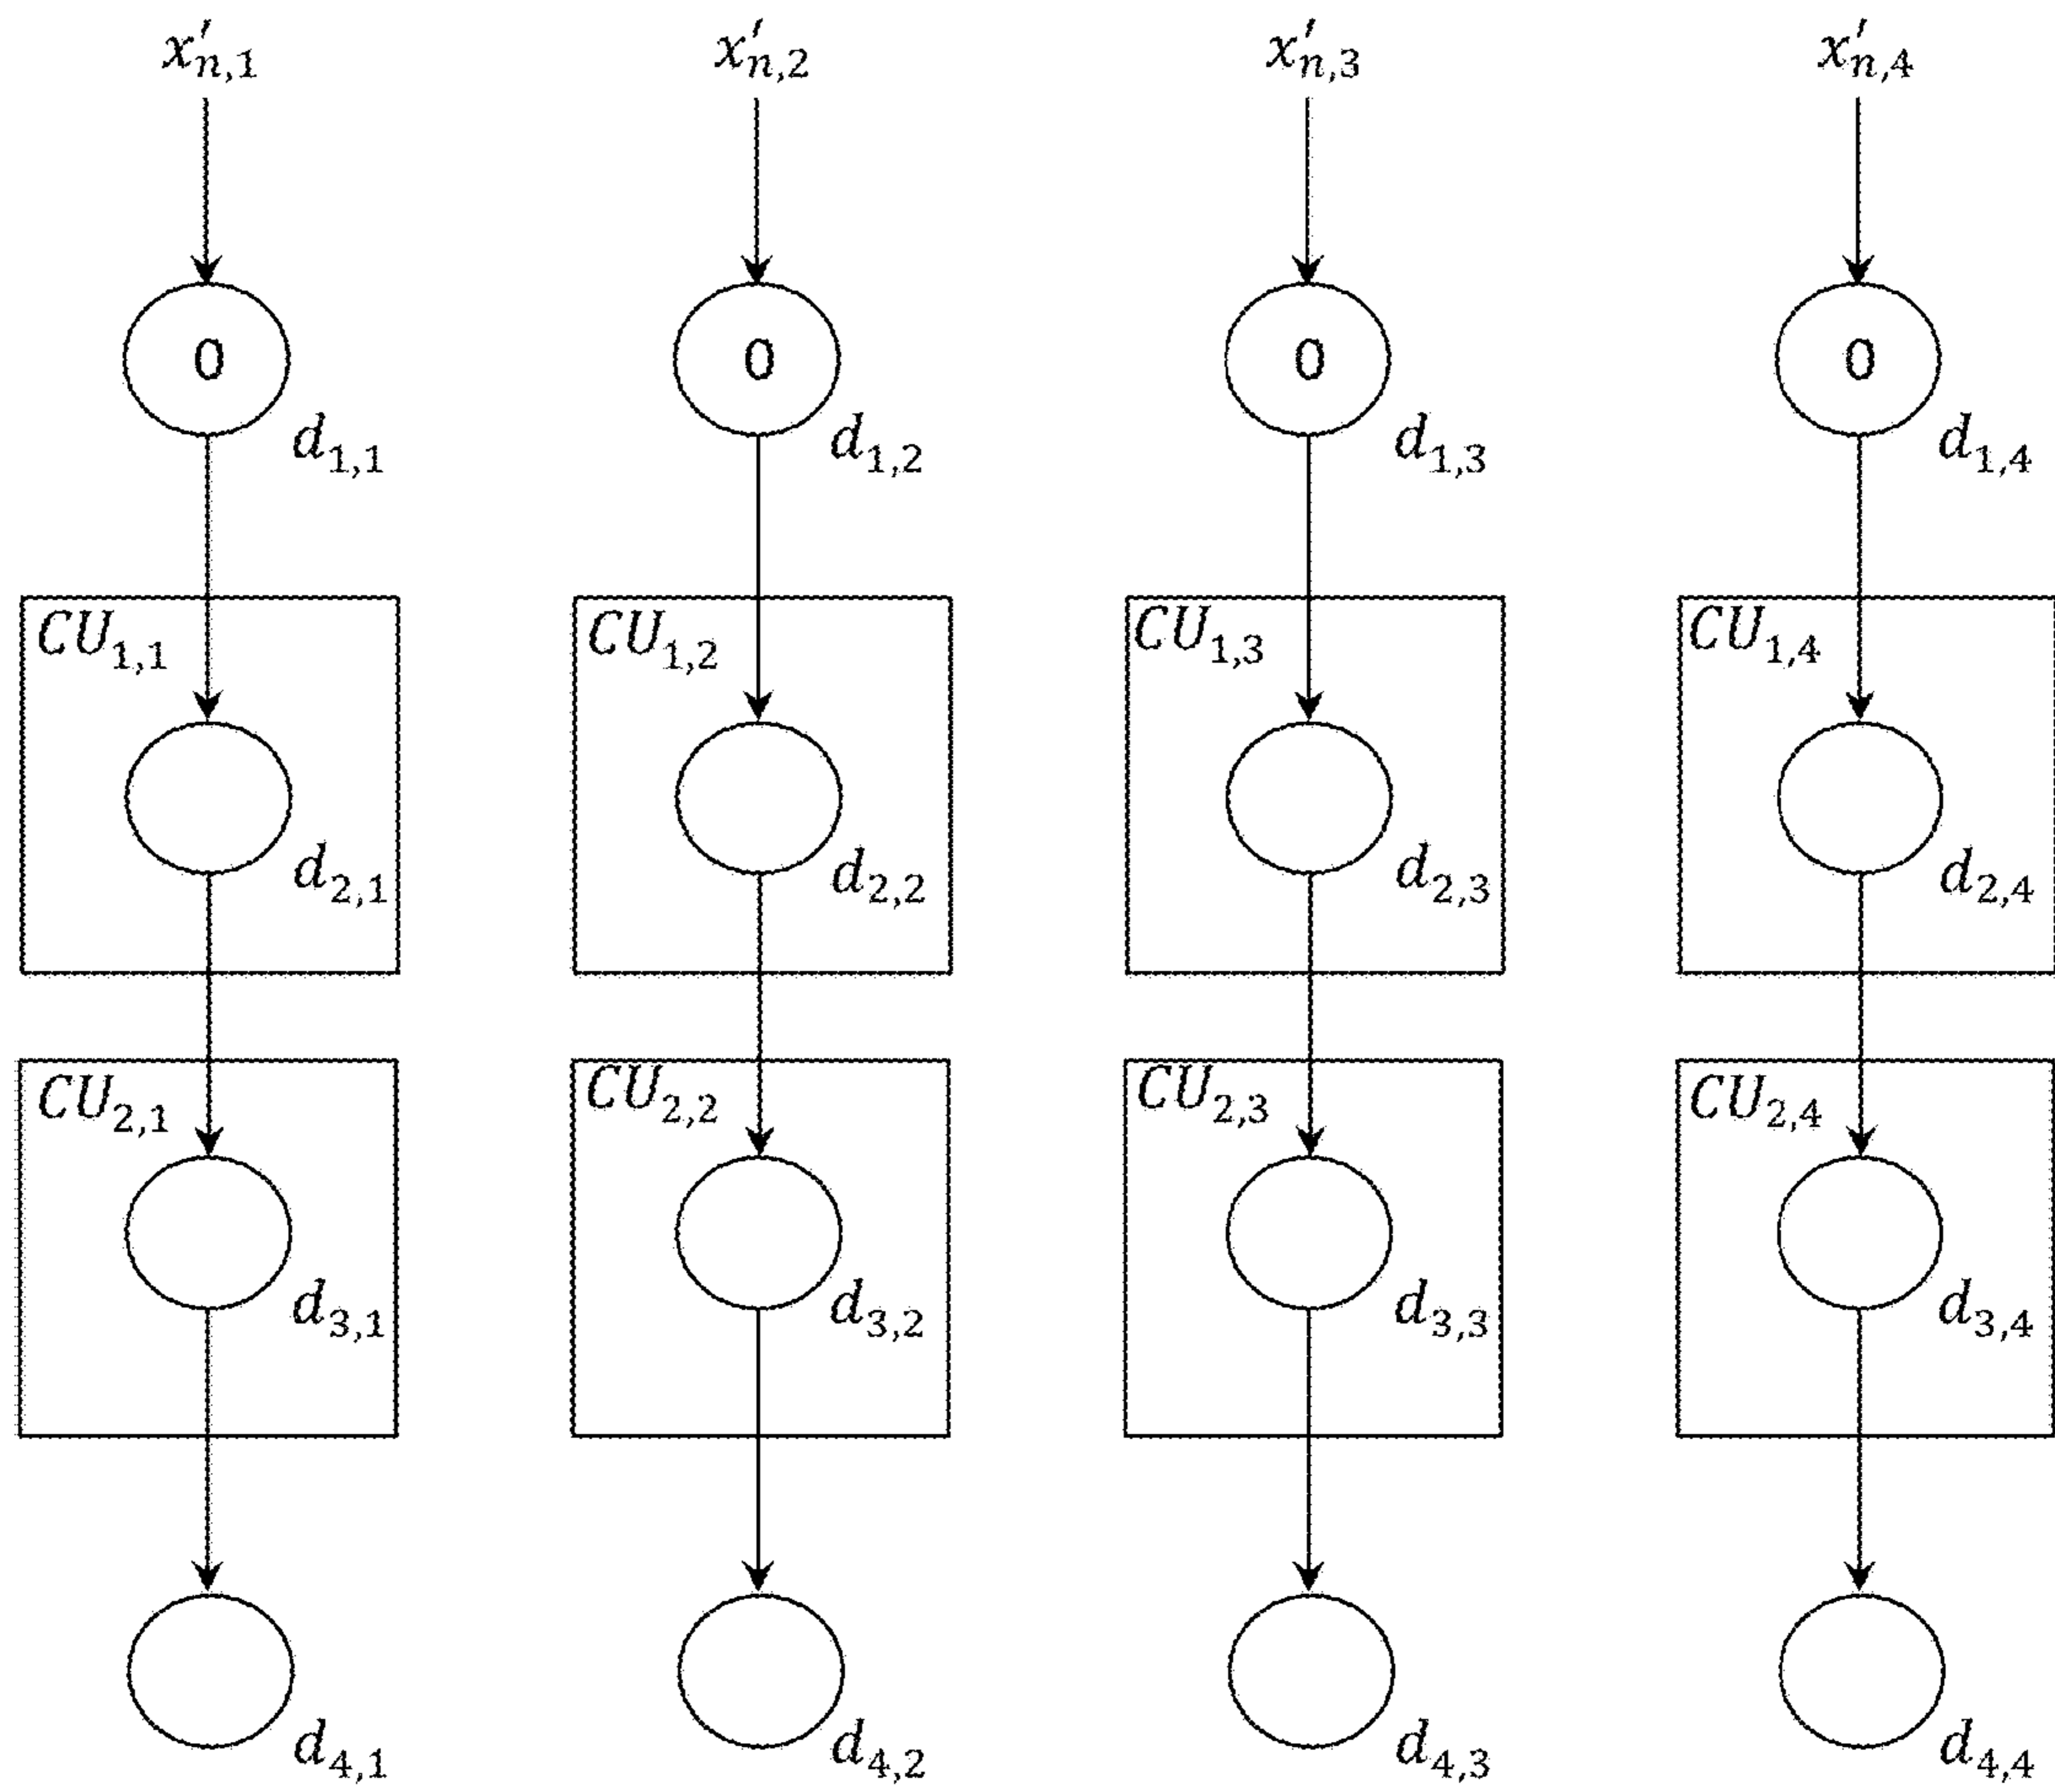 x′n,1 x′n,2 x′n,3 x′n,4
0 0 0 0
d1,1 d1,2 d1,3 d1,4
CU1,1 CU1,2 CU1,3 CU1,4
d2,1 d2,2 d2,3 d2,4
CU2,1 CU2,2 CU2,3 CU2,4
d3,1 d3,2 d3,3 d3,4
d4,1 d4,2 d4,3 d4,4